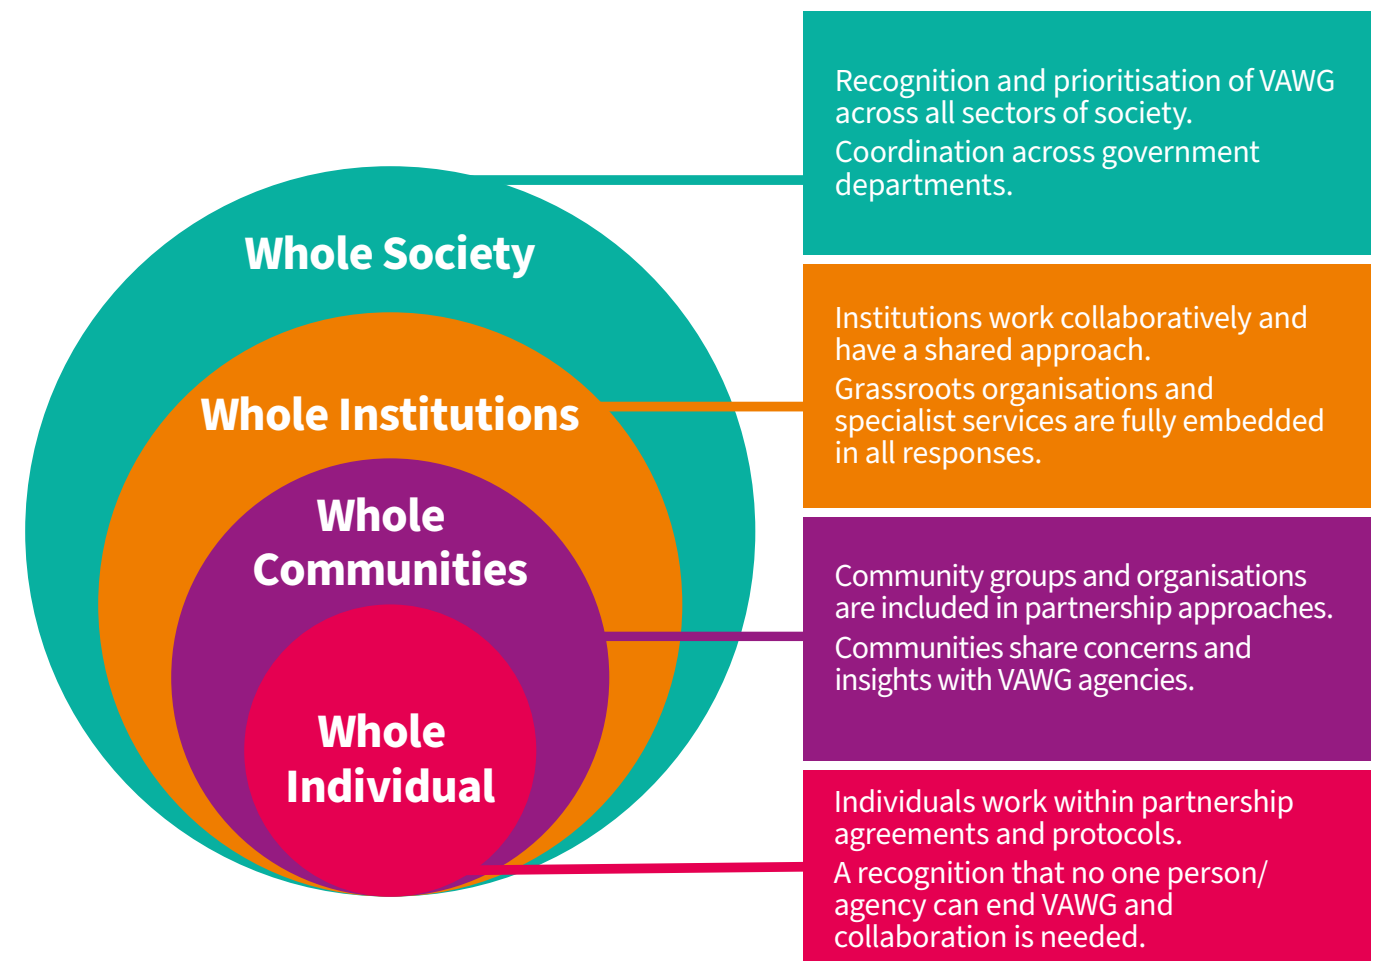 Whole Society
Whole Institutions
Whole
Communities
Whole
Individual
Recognition and prioritisation of VAWG
across all sectors of society.
Coordination across government
departments.
Institutions work collaboratively and
have a shared approach.
Grassroots organisations and
specialist services are fully embedded
in all responses.
Community groups and organisations
are included in partnership approaches.
Communities share concerns and
insights with VAWG agencies.
Individuals work within partnership
agreements and protocols.
A recognition that no one person/
agency can end VAWG and
collaboration is needed.